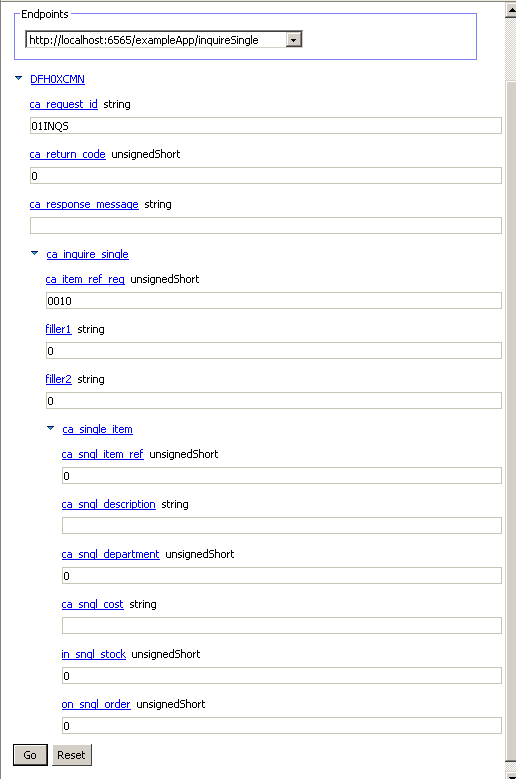 Endpoints
http://localhost:6565/exampleApp/inquireSingle
DFH0XCMN
ca_request_id string
01INQS
ca_return_code unsignedShort
0
ca_response_message string
ca_inquire_single
ca_item_ref_req unsignedShort
0010
filler1 string
0
filler2 string
0
ca_single_item
ca_sngl_item_ref unsignedShort
0
ca_sngl_description string
ca_sngl_department unsignedShort
0
ca_sngl_cost string
in_sngl_stock unsignedShort
0
on_sngl_order unsignedShort
0
Go Reset